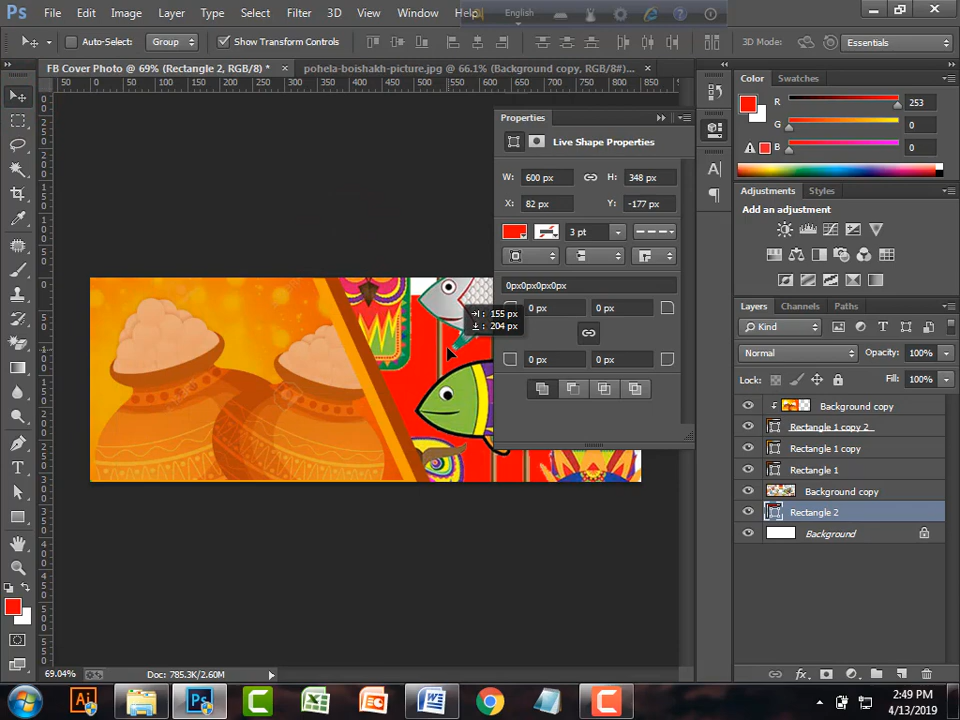 Ps File Edit Image Layer Type Select Filter 3D View Window Help English
Auto-Select: Group Show Transform Controls 3D Mode: Essentials
FB Cover Photo @ 69% (Rectangle 2, RGB/8) * × pohela-boishakh-picture.jpg @ 66.1% (Background copy, RGB/8#)... ×
Color Swatches
R 253
G 0
B 0
Properties
Live Shape Properties
W: 600 px H: 348 px
X: 82 px Y: -177 px
3 pt
0px0px0px0px
0 px 0 px
0 px 0 px
155 px
204 px
Adjustments Styles
Add an adjustment
Layers Channels Paths
Kind
Normal Opacity: 100%
Lock: Fill: 100%
Background copy
Rectangle 1 copy 2
Rectangle 1 copy
Rectangle 1
Background copy
Rectangle 2
Background
69.04% Doc: 785.3K/2.60M
2:49 PM
4/13/2019